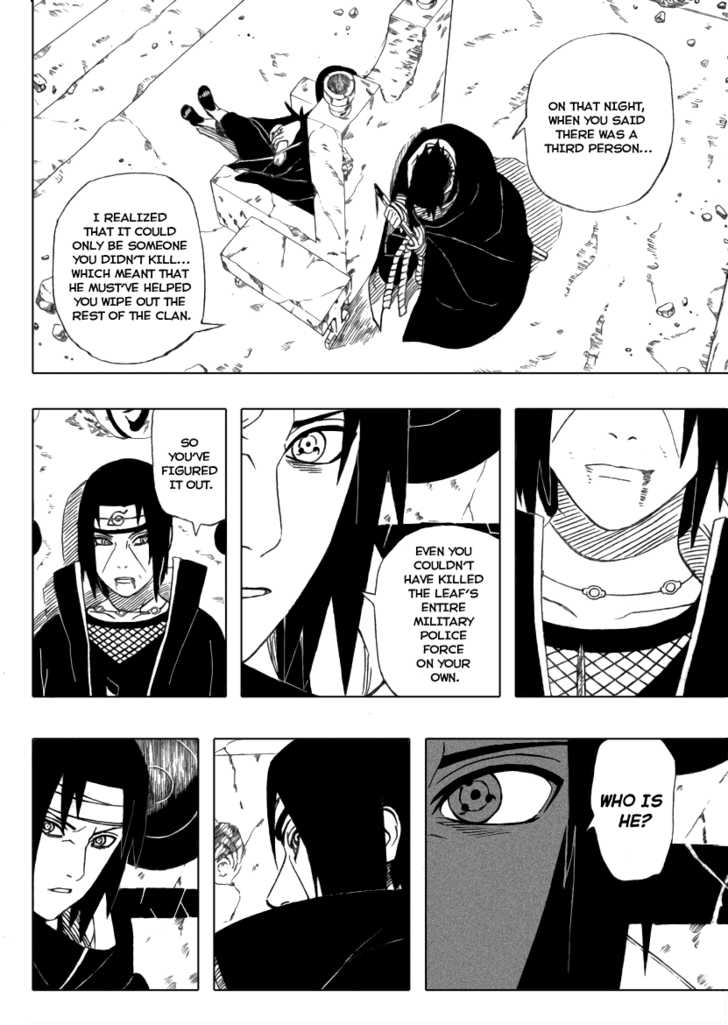 ON THAT NIGHT,
WHEN YOU SAID
THERE WAS A
THIRD PERSON...
I REALIZED
THAT IT COULD
ONLY BE SOMEONE
YOU DIDN'T KILL...
WHICH MEANT THAT
HE MUST'VE HELPED
YOU WIPE OUT THE
REST OF THE CLAN.
SO
YOU'VE
FIGURED
IT OUT.
EVEN YOU
COULDN'T
HAVE KILLED
THE LEAF'S
ENTIRE
MILITARY
POLICE
FORCE
ON YOUR
OWN.
WHO IS
HE?